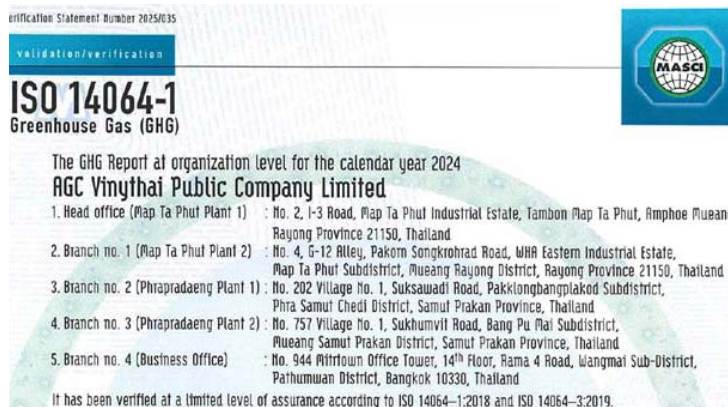 erification Statement Number 2025/035
validation/verification
MASCI
ISO 14064-1
Greenhouse Gas (GHG)
The GHG Report at organization level for the calendar year 2024
AGC Vinythai Public Company Limited
1. Head office (Map Ta Phut Plant 1) : No. 2, I-3 Road, Map Ta Phut Industrial Estate, Tambon Map Ta Phut, Amphoe Muean
Rayong Province 21150, Thailand
2. Branch no. 1 (Map Ta Phut Plant 2) : No. 4, G-12 Alley, Pakorn Songkrohrad Road, WHA Eastern Industrial Estate,
Map Ta Phut Subdistrict, Mueang Rayong District, Rayong Province 21150, Thailand
3. Branch no. 2 (Phrapradaeng Plant 1) : No. 202 Village No. 1, Suksawadi Road, Pakklongbangplakod Subdistrict,
Phra Samut Chedi District, Samut Prakan Province, Thailand
4. Branch no. 3 (Phrapradaeng Plant 2) : No. 757 Village No. 1, Sukhumvit Road, Bang Pu Mai Subdistrict,
Mueang Samut Prakan District, Samut Prakan Province, Thailand
5. Branch no. 4 (Business Office) : No. 944 Mitrtown Office Tower, 14th Floor, Rama 4 Road, Wangmai Sub-District,
Pathumwan District, Bangkok 10330, Thailand
It has been verified at a limited level of assurance according to ISO 14064-1:2018 and ISO 14064-3:2019.